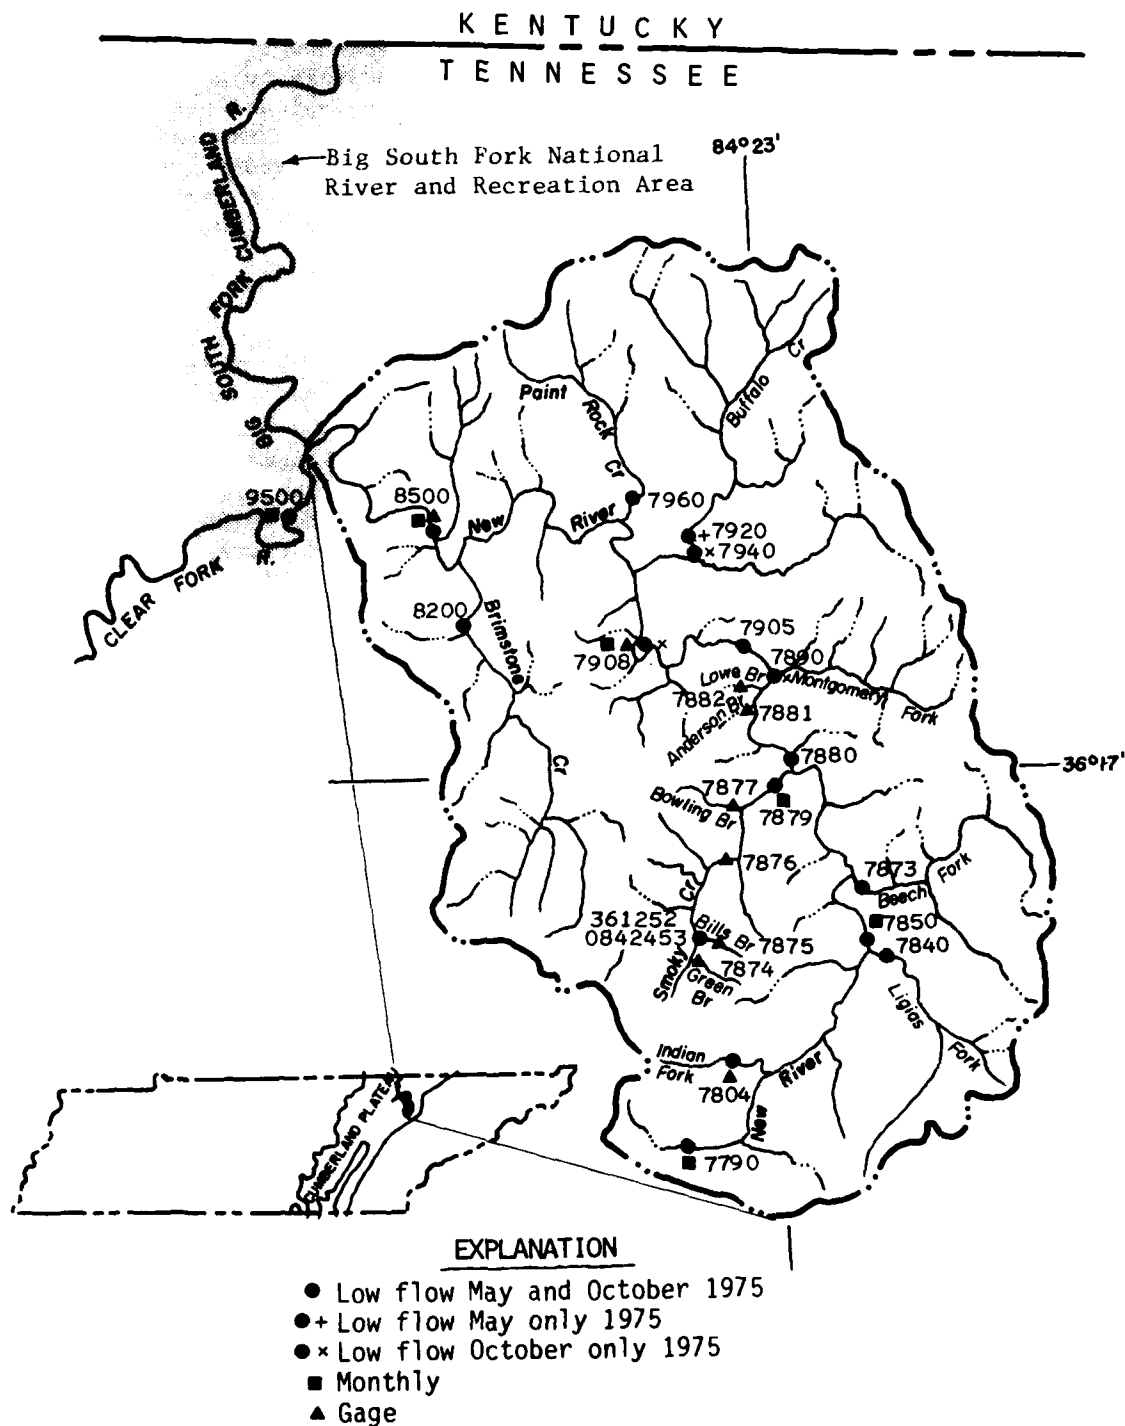 KENTUCKY
TENNESSEE
Big South Fork National
River and Recreation Area
84°23'
BIG SOUTH FORK CUMBERLAND R.
Buffalo Cr
Paint Rock Cr
9500
8500
New River
7960
+7920
×7940
CLEAR FORK R.
8200
Brimstone Cr
7905
7890
7908
×
Lowe Br
×Montgomery Fork
7882
7881
Anderson Br
7880
36°17'
7877
Bowling Br
7879
7876
7873
Beech Fork
Smoky Cr
361252
0842453
Bills Br
7875
7850
7840
7874
Green Br
Ligias Fork
Indian Fork
New River
7804
7790
CUMBERLAND PLATEAU
EXPLANATION
● Low flow May and October 1975
●+ Low flow May only 1975
●× Low flow October only 1975
■ Monthly
▲ Gage